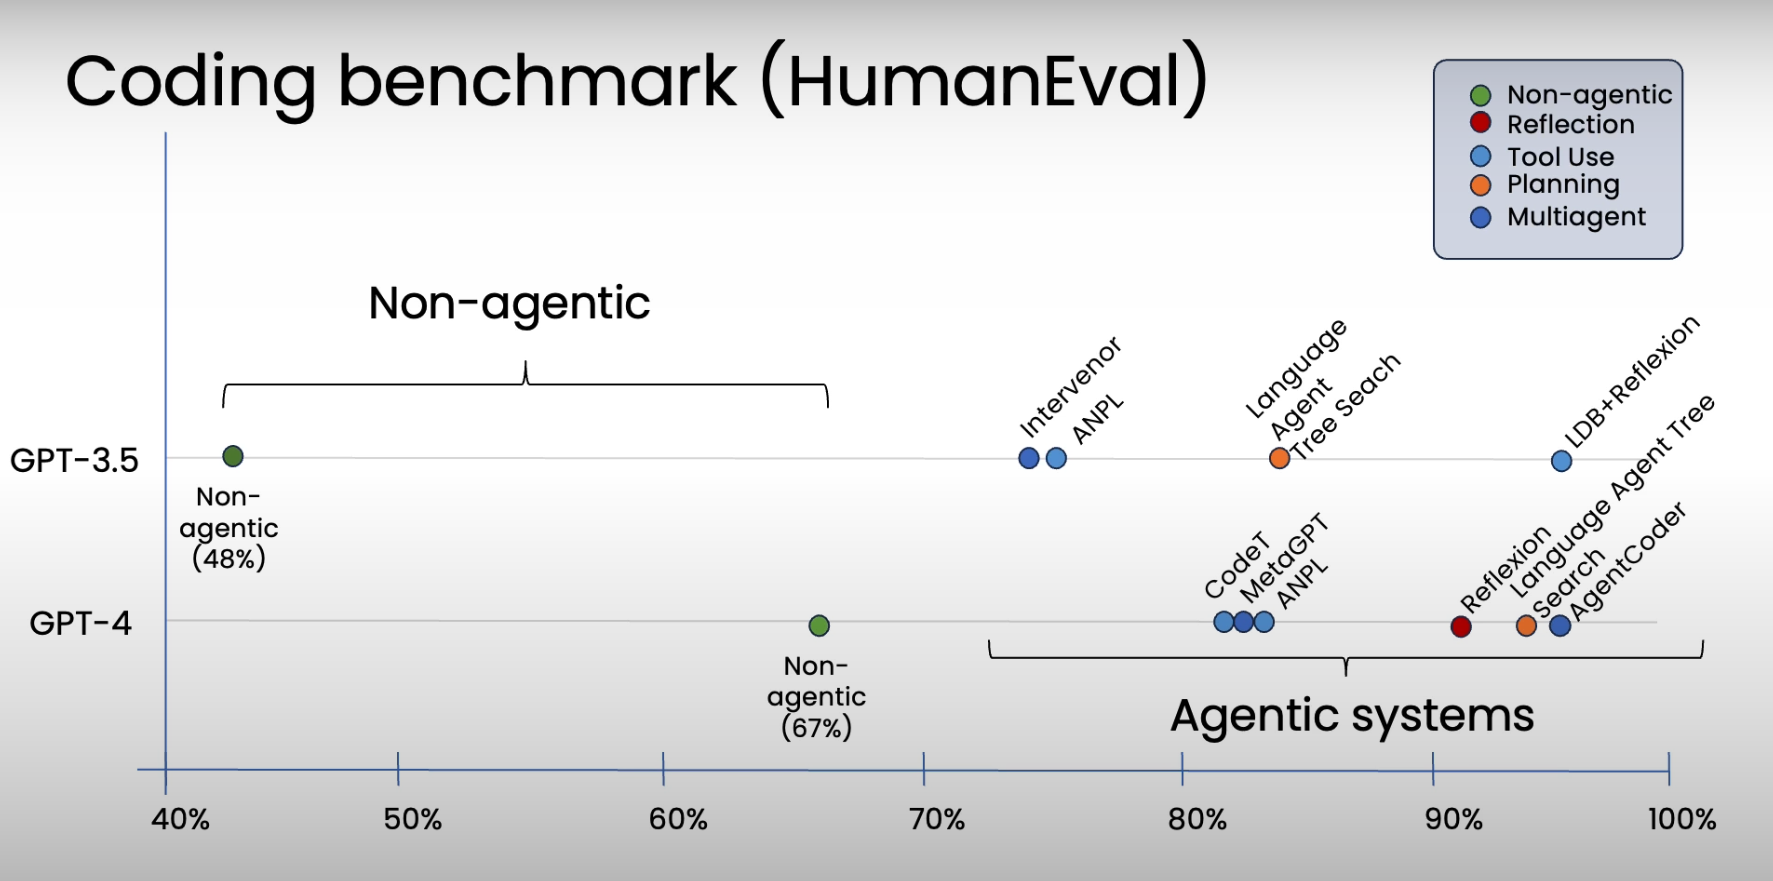 Coding benchmark (HumanEval)
Non-agentic
Reflection
Tool Use
Planning
Multiagent
Non-agentic
Intervenor
ANPL
Language
Agent
Tree Seach
LDB+Reflexion
GPT-3.5
Non-
agentic
(48%)
CodeT
MetaGPT
ANPL
Reflexion
Language Agent Tree
Search
AgentCoder
GPT-4
Non-
agentic
(67%)
Agentic systems
40%
50%
60%
70%
80%
90%
100%